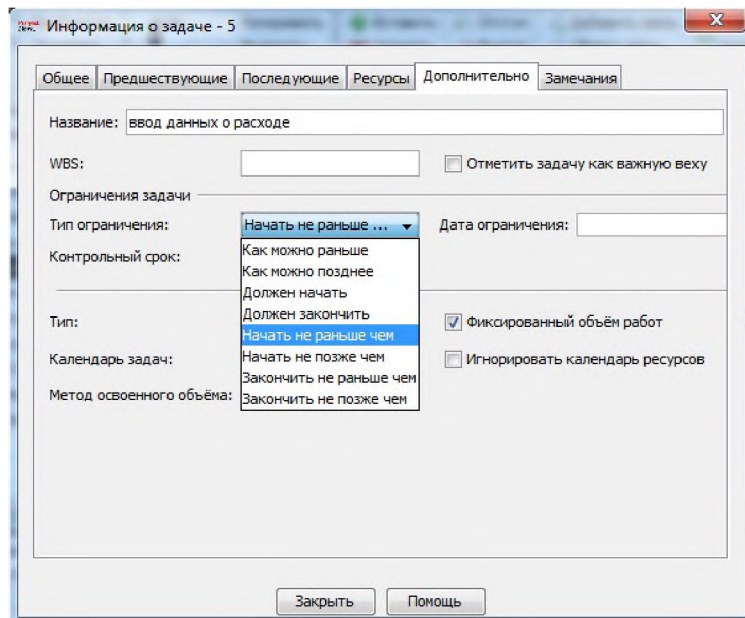 Информация о задаче - 5
X
Общее Предшествующие Последующие Ресурсы Дополнительно Замечания
Название: ввод данных о расходе
WBS: Отметить задачу как важную веху
Ограничения задачи
Тип ограничения: Начать не раньше ... Дата ограничения:
Контрольный срок: Как можно раньше
Как можно позднее
Должен начать
Должен закончить
Тип: Начать не раньше чем Фиксированный объём работ
Календарь задач: Начать не позже чем Игнорировать календарь ресурсов
Закончить не раньше чем
Метод освоенного объёма: Закончить не позже чем
Закрыть Помощь